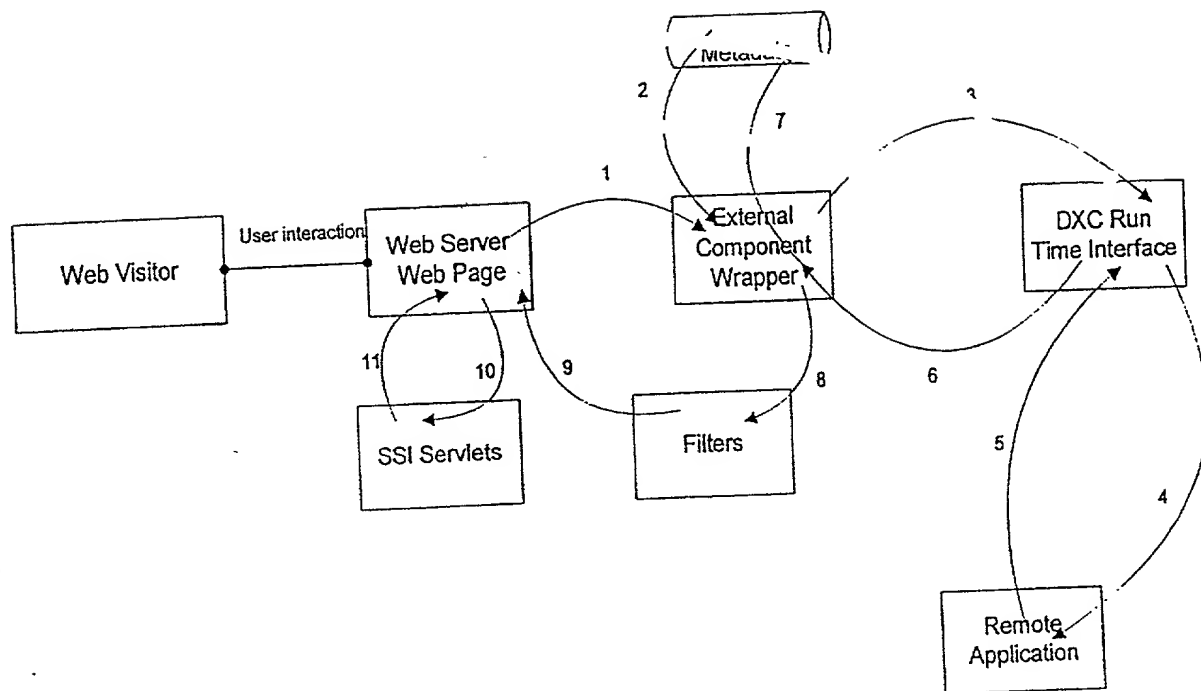 2
7
3
1
External
Component
Wrapper
DXC Run
Time Interface
Web Visitor
User interaction
Web Server
Web Page
11
10
9
8
6
5
4
SSI Servlets
Filters
Remote
Application